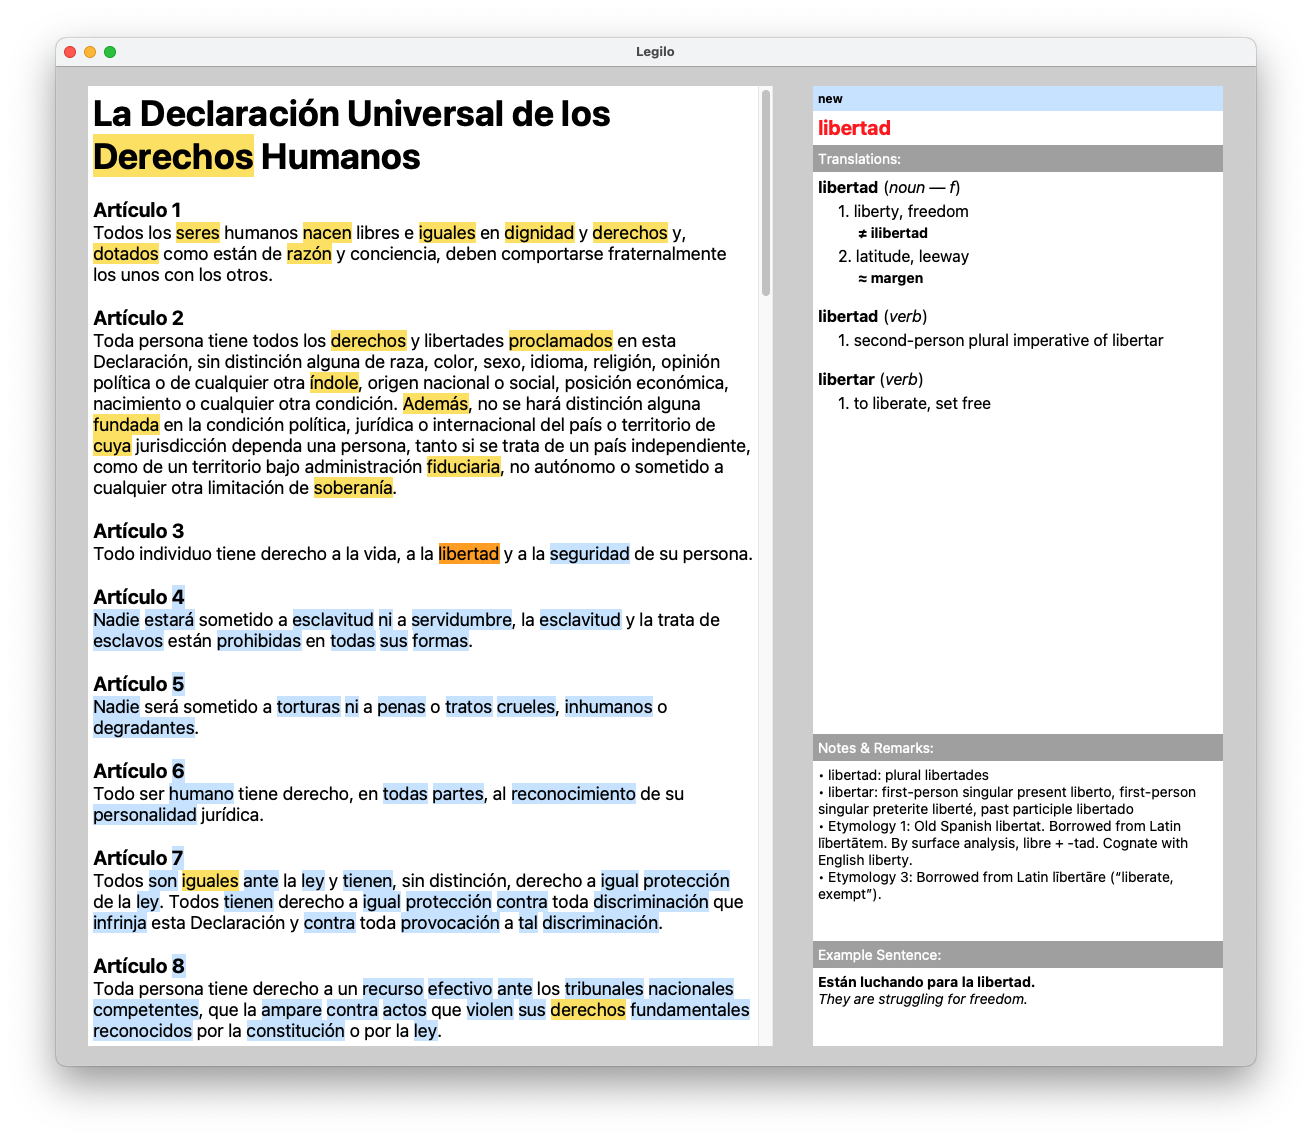 Legilo
La Declaración Universal de los
Derechos Humanos
Artículo 1
Todos los seres humanos nacen libres e iguales en dignidad y derechos y,
dotados como están de razón y conciencia, deben comportarse fraternalmente
los unos con los otros.
Artículo 2
Toda persona tiene todos los derechos y libertades proclamados en esta
Declaración, sin distinción alguna de raza, color, sexo, idioma, religión, opinión
política o de cualquier otra índole, origen nacional o social, posición económica,
nacimiento o cualquier otra condición. Además, no se hará distinción alguna
fundada en la condición política, jurídica o internacional del país o territorio de
cuya jurisdicción dependa una persona, tanto si se trata de un país independiente,
como de un territorio bajo administración fiduciaria, no autónomo o sometido a
cualquier otra limitación de soberanía.
Artículo 3
Todo individuo tiene derecho a la vida, a la libertad y a la seguridad de su persona.
Artículo 4
Nadie estará sometido a esclavitud ni a servidumbre, la esclavitud y la trata de
esclavos están prohibidas en todas sus formas.
Artículo 5
Nadie será sometido a torturas ni a penas o tratos crueles, inhumanos o
degradantes.
Artículo 6
Todo ser humano tiene derecho, en todas partes, al reconocimiento de su
personalidad jurídica.
Artículo 7
Todos son iguales ante la ley y tienen, sin distinción, derecho a igual protección
de la ley. Todos tienen derecho a igual protección contra toda discriminación que
infrinja esta Declaración y contra toda provocación a tal discriminación.
Artículo 8
Toda persona tiene derecho a un recurso efectivo ante los tribunales nacionales
competentes, que la ampare contra actos que violen sus derechos fundamentales
reconocidos por la constitución o por la ley.
new
libertad
Translations:
libertad (noun — f)
1. liberty, freedom
≠ ilibertad
2. latitude, leeway
≈ margen
libertad (verb)
1. second-person plural imperative of libertar
libertar (verb)
1. to liberate, set free
Notes & Remarks:
• libertad: plural libertades
• libertar: first-person singular present liberto, first-person
singular preterite liberté, past participle libertado
• Etymology 1: Old Spanish libertat. Borrowed from Latin
lībertātem. By surface analysis, libre + -tad. Cognate with
English liberty.
• Etymology 3: Borrowed from Latin lībertāre (“liberate,
exempt”).
Example Sentence:
Están luchando para la libertad.
They are struggling for freedom.